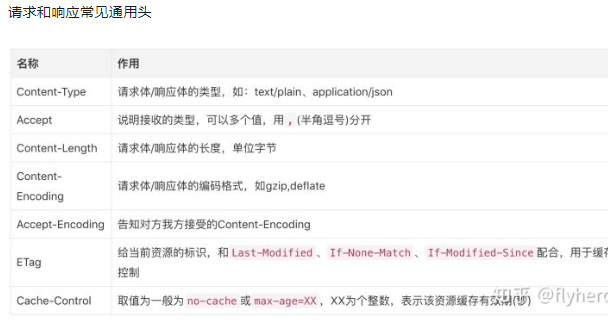 请求和响应常见通用头
名称 作用
Content-Type 请求体/响应体的类型，如：text/plain、application/json
Accept 说明接收的类型，可以多个值，用 , (半角逗号)分开
Content-Length 请求体/响应体的长度，单位字节
Content-
Encoding 请求体/响应体的编码格式，如gzip,deflate
Accept-Encoding 告知对方我方接受的Content-Encoding
ETag 给当前资源的标识，和 Last-Modified 、 If-None-Match 、 If-Modified-Since 配合，用于缓存
控制
Cache-Control 取值为一般为 no-cache 或 max-age=XX ，XX为个整数，表示该资源缓存有效期(秒)
知乎 @flyhero